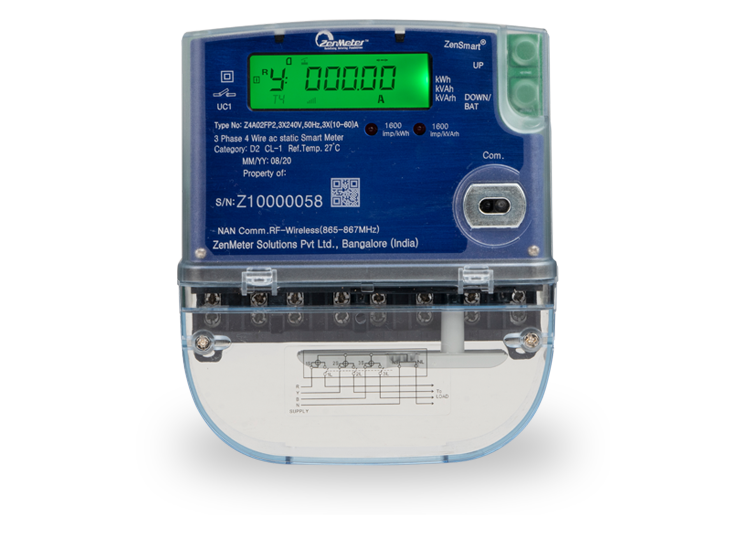 ZenMeter™
ZenSmart®
UP
R
Y: 000.00
T4
A
kWh
kVAh
kVArh
DOWN/
BAT
UC1
Type No: Z4A02FP2,3X240V,50Hz,3X(10-60)A
1600
Imp/kWh
1600
Imp/kVArh
3 Phase 4 Wire ac static Smart Meter
Category: D2 CL-1 Ref.Temp. 27°C
MM/YY: 08/20
Property of:
Com.
S/N: Z10000058
NAN Comm.RF-Wireless(865-867MHz)
ZenMeter Solutions Pvt Ltd., Bangalore (India)
R
Y
B
N
To
LOAD
SUPPLY